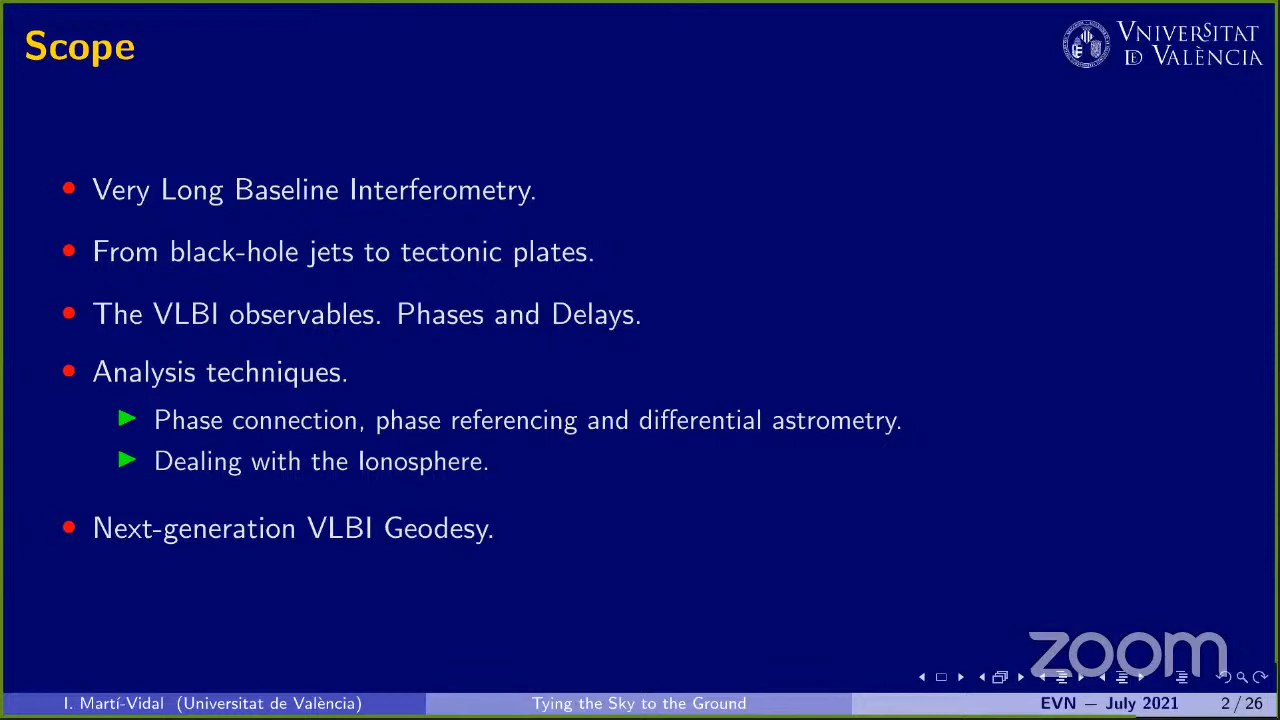 Scope
VNIVERSITAT
DE VALÈNCIA
Very Long Baseline Interferometry.
From black-hole jets to tectonic plates.
The VLBI observables. Phases and Delays.
Analysis techniques.
Phase connection, phase referencing and differential astrometry.
Dealing with the Ionosphere.
Next-generation VLBI Geodesy.
zoom
I. Martí-Vidal (Universitat de València) Tying the Sky to the Ground EVN — July 2021 2 / 26